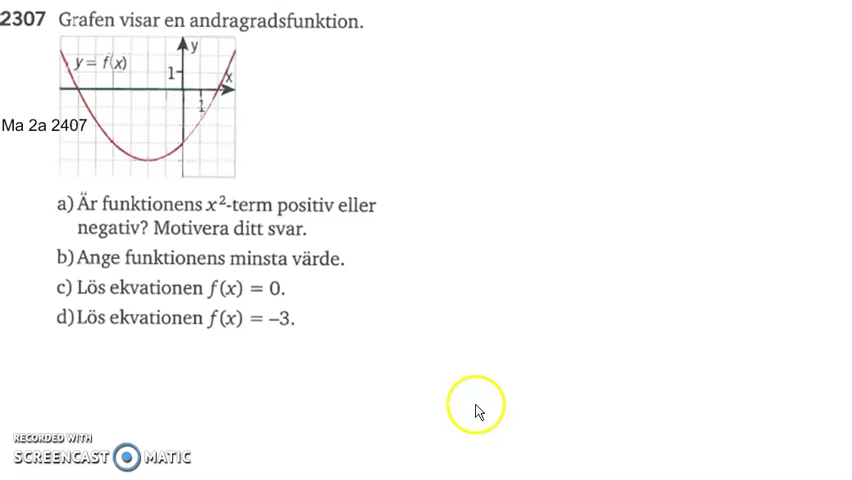 2307 Grafen visar en andragradsfunktion.
y
y = f(x)
1
x
1
Ma 2a 2407
a) Är funktionens x²-term positiv eller
negativ? Motivera ditt svar.
b) Ange funktionens minsta värde.
c) Lös ekvationen f(x) = 0.
d) Lös ekvationen f(x) = –3.
RECORDED WITH
SCREENCAST MATIC